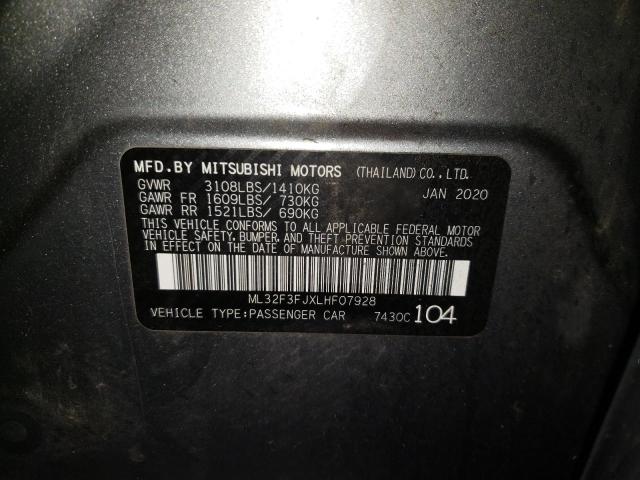 MFD.BY MITSUBISHI MOTORS (THAILAND)CO.,LTD.
GVWR 3108LBS/1410KG JAN 2020
GAWR FR 1609LBS/ 730KG
GAWR RR 1521LBS/ 690KG
THIS VEHICLE CONFORMS TO ALL APPLICABLE FEDERAL MOTOR
VEHICLE SAFETY, BUMPER, AND THEFT PREVENTION STANDARDS
IN EFFECT ON THE DATE OF MANUFACTURE SHOWN ABOVE.
ML32F3FJXLHF07928
VEHICLE TYPE:PASSENGER CAR 7430C 104